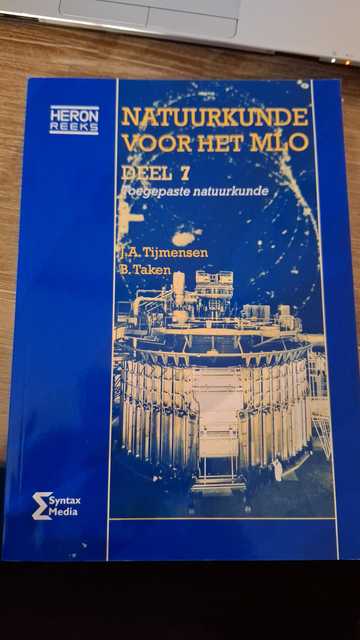 HERON
REEKS
NATUURKUNDE
VOOR HET MLO
DEEL 7
Toegepaste natuurkunde
J.A. Tijmensen
B. Taken
Syntax
Media